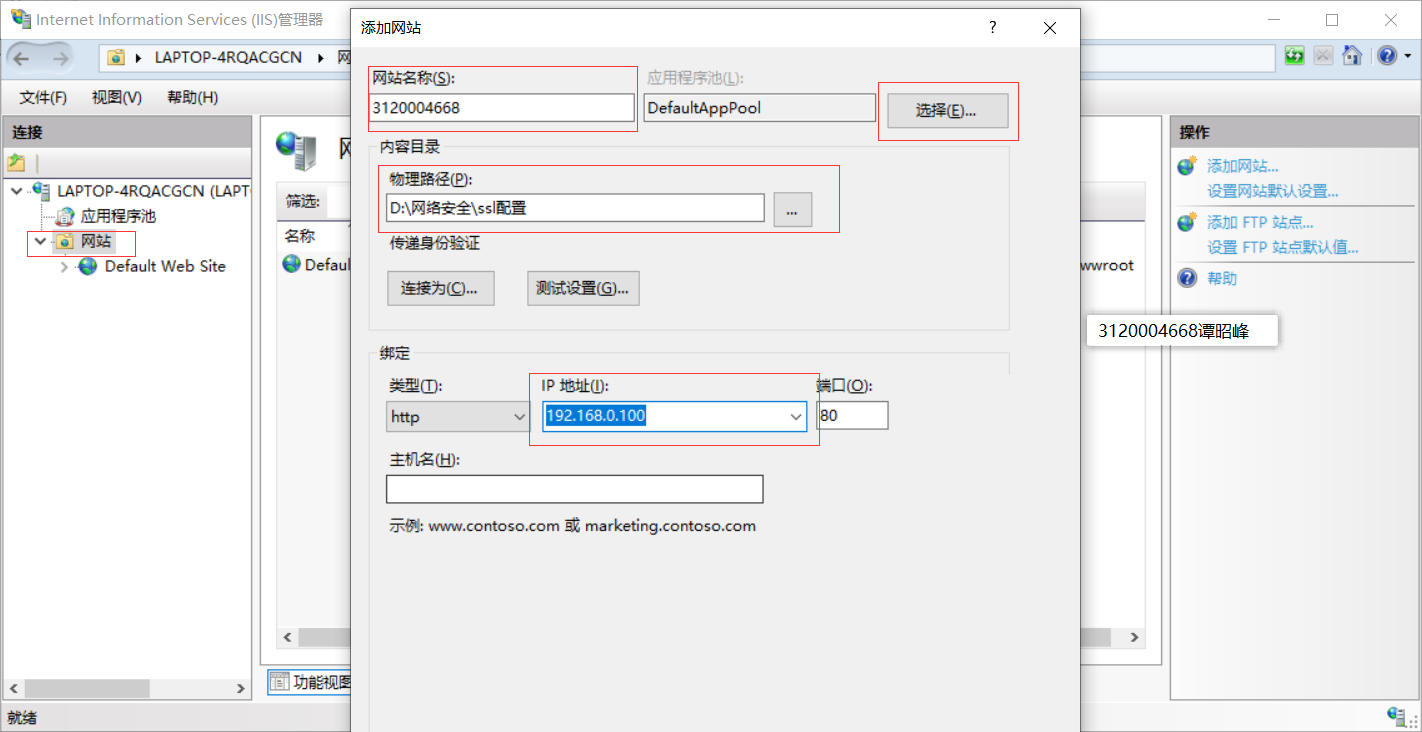 Internet Information Services (IIS)管理器
LAPTOP-4RQACGCN
网
文件(F)
视图(V)
帮助(H)
连接
LAPTOP-4RQACGCN (LAPT
应用程序池
网站
Default Web Site
就绪
网
筛选:
名称
Defaul
wwroot
功能视图
添加网站
?
网站名称(S):
3120004668
应用程序池(L):
DefaultAppPool
选择(E)...
内容目录
物理路径(P):
D:\网络安全\ssl配置
...
传递身份验证
连接为(C)...
测试设置(G)...
绑定
类型(T):
http
IP 地址(I):
192.168.0.100
端口(O):
80
主机名(H):
示例: www.contoso.com 或 marketing.contoso.com
操作
添加网站...
设置网站默认设置...
添加 FTP 站点...
设置 FTP 站点默认值...
帮助
3120004668谭昭峰